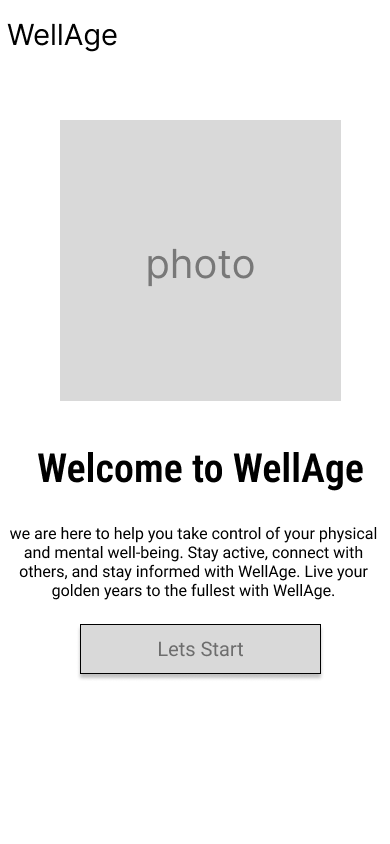 WellAge
photo
Welcome to WellAge
we are here to help you take control of your physical
and mental well-being. Stay active, connect with
others, and stay informed with WellAge. Live your
golden years to the fullest with WellAge.
Lets Start